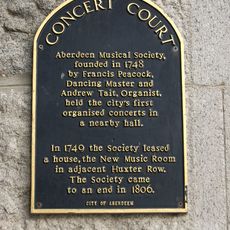 CONCERT COURT
Aberdeen Musical Society,
founded in 1748
by Francis Peacock,
Dancing Master and
Andrew Tait, Organist,
held the city's first
organised concerts in
a nearby hall.
In 1749 the Society leased
a house, the New Music Room
in adjacent Huxter Row.
The Society came
to an end in 1806.
CITY OF ABERDEEN